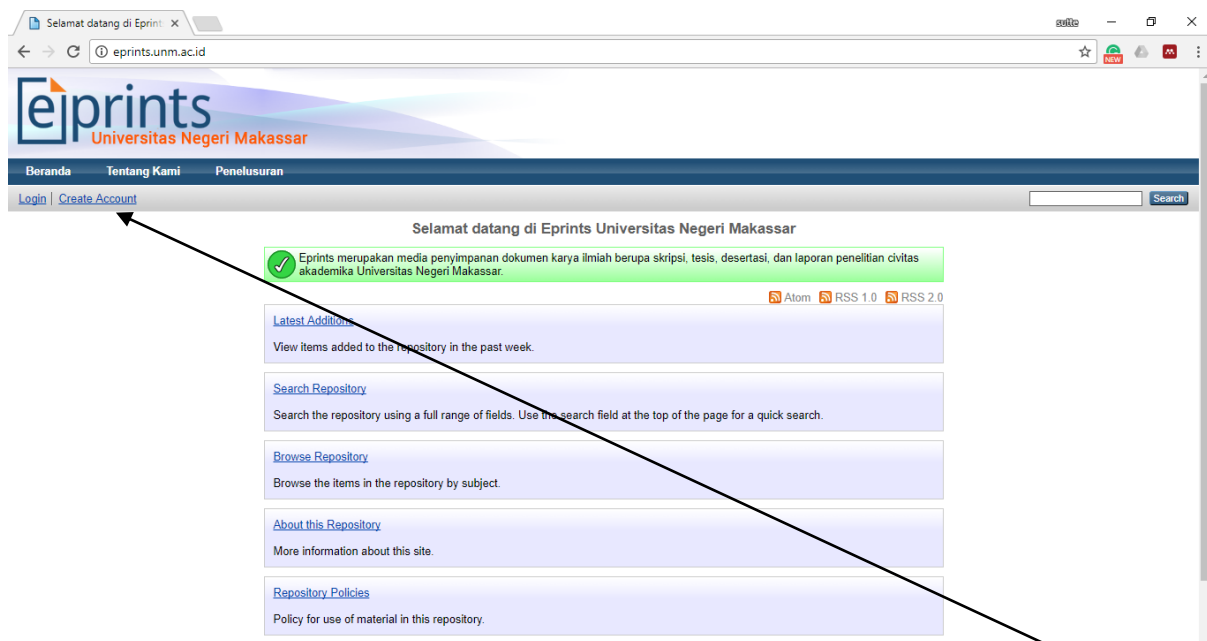 Selamat datang di Eprint
sutte
eprints.unm.ac.id
NEW
eprints
Universitas Negeri Makassar
Beranda Tentang Kami Penelusuran
Login | Create Account
Search
Selamat datang di Eprints Universitas Negeri Makassar
Eprints merupakan media penyimpanan dokumen karya ilmiah berupa skripsi, tesis, desertasi, dan laporan penelitian civitas
akademika Universitas Negeri Makassar.
Atom RSS 1.0 RSS 2.0
Latest Additions
View items added to the repository in the past week.
Search Repository
Search the repository using a full range of fields. Use the search field at the top of the page for a quick search.
Browse Repository
Browse the items in the repository by subject.
About this Repository
More information about this site.
Repository Policies
Policy for use of material in this repository.